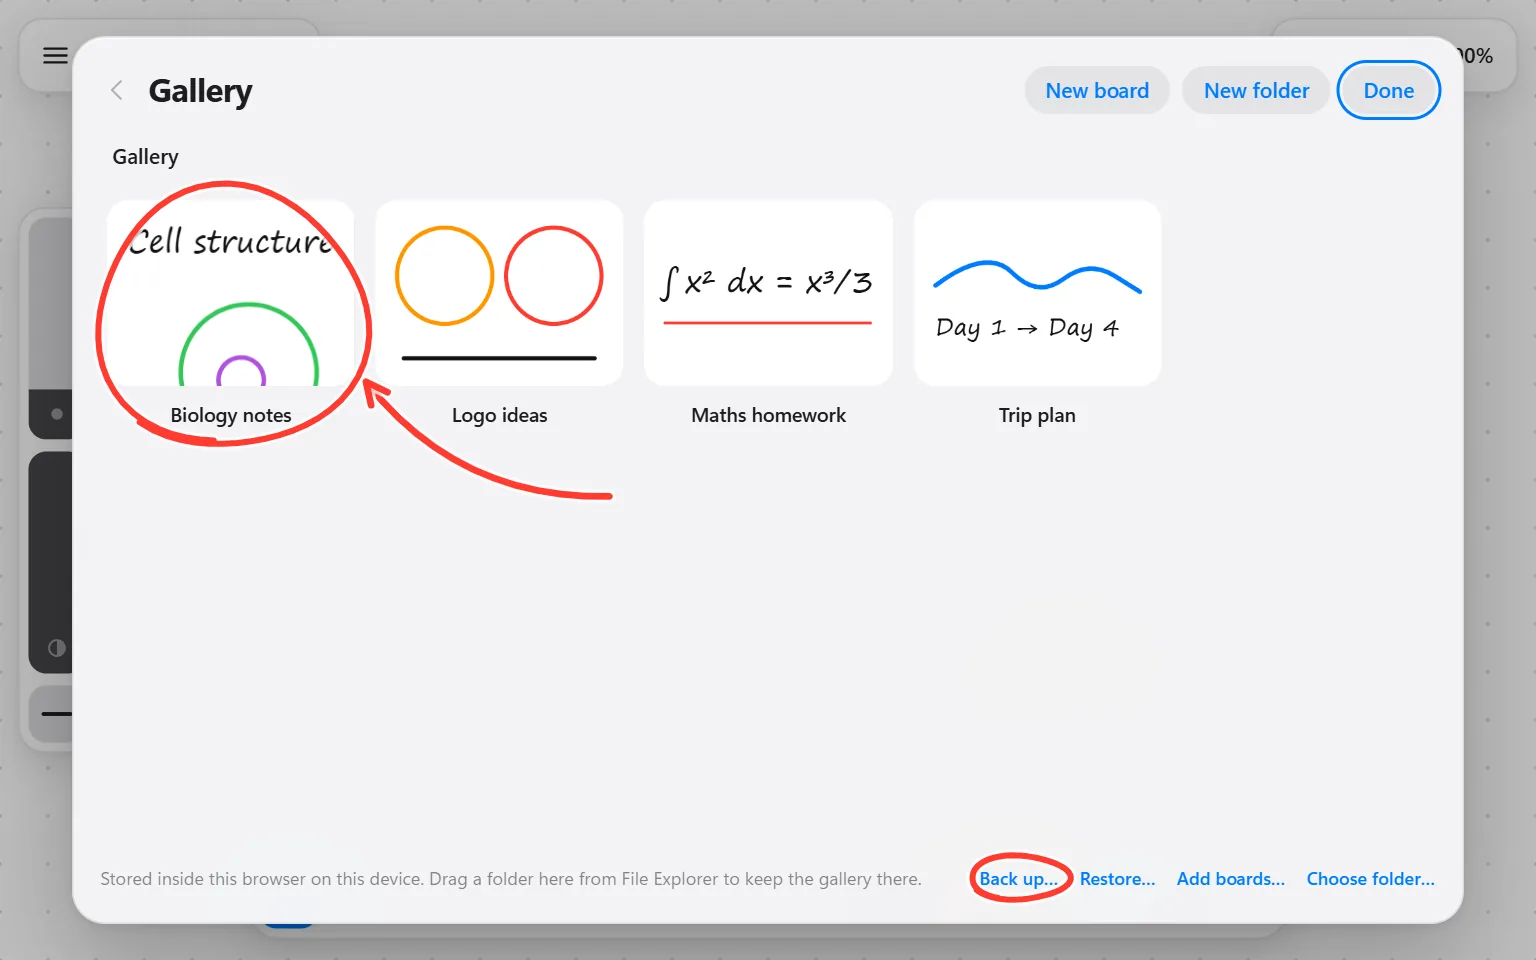 00%
Gallery
New board
New folder
Done
Gallery
Cell structure
∫ x² dx = x³/3
Day 1 → Day 4
Biology notes
Logo ideas
Maths homework
Trip plan
Stored inside this browser on this device. Drag a folder here from File Explorer to keep the gallery there.
Back up...
Restore...
Add boards...
Choose folder...